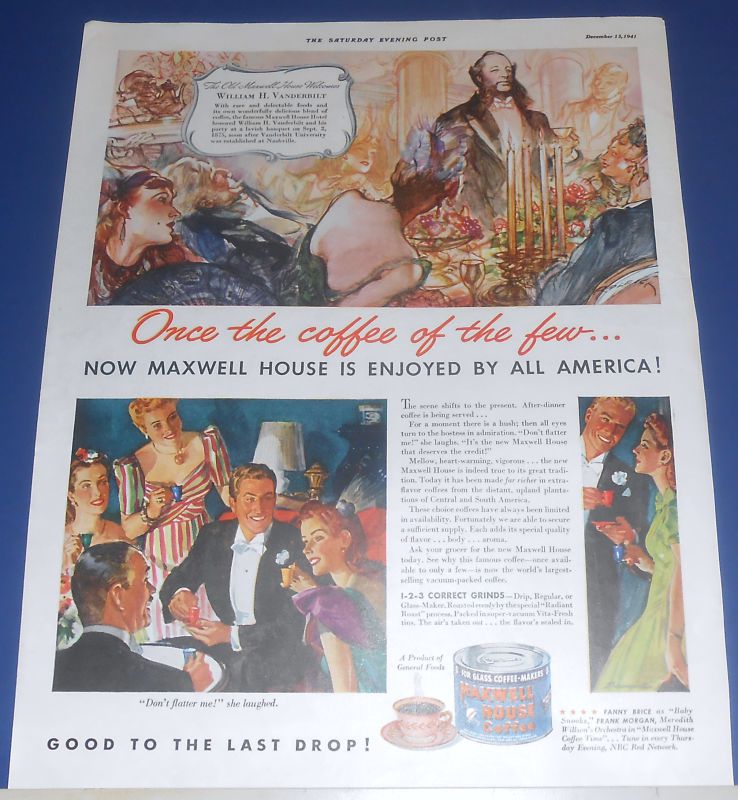 THE SATURDAY EVENING POST
December 13, 1941
The Old Maxwell House Welcomes
WILLIAM H. VANDERBILT
With rare and delectable foods and
its own wonderfully delicious blend of
coffee, the famous Maxwell House Hotel
honored William H. Vanderbilt and his
party at a lavish banquet on Sept. 2,
1875, soon after Vanderbilt University
was established at Nashville.
Once the coffee of the few...
NOW MAXWELL HOUSE IS ENJOYED BY ALL AMERICA!
The scene shifts to the present. After-dinner
coffee is being served . . .
For a moment there is a hush; then all eyes
turn to the hostess in admiration. "Don't flatter
me!" she laughs. "It's the new Maxwell House
that deserves the credit!"
Mellow, heart-warming, vigorous . . . the new
Maxwell House is indeed true to its great tradi-
tion. Today it has been made far richer in extra-
flavor coffees from the distant, upland planta-
tions of Central and South America.
These choice coffees have always been limited
in availability. Fortunately we are able to secure
a sufficient supply. Each adds its special quality
of flavor . . . body . . . aroma.
Ask your grocer for the new Maxwell House
today. See why this famous coffee—once avail-
able to only a few—is now the world's largest-
selling vacuum-packed coffee.
1-2-3 CORRECT GRINDS—Drip, Regular, or
Glass-Maker. Roasted evenly by the special "Radiant
Roast" process. Packed in super-vacuum Vita-Fresh
tins. The air's taken out . . . the flavor's sealed in.
A Product of
General Foods
FOR GLASS COFFEE-MAKERS
MAXWELL
HOUSE
Coffee
"Don't flatter me!" she laughed.
GOOD TO THE LAST DROP!
★ ★ ★ ★ FANNY BRICE as "Baby
Snooks," FRANK MORGAN, Meredith
Willson's Orchestra in "Maxwell House
Coffee Time"... Tune in every Thurs-
day Evening, NBC Red Network.